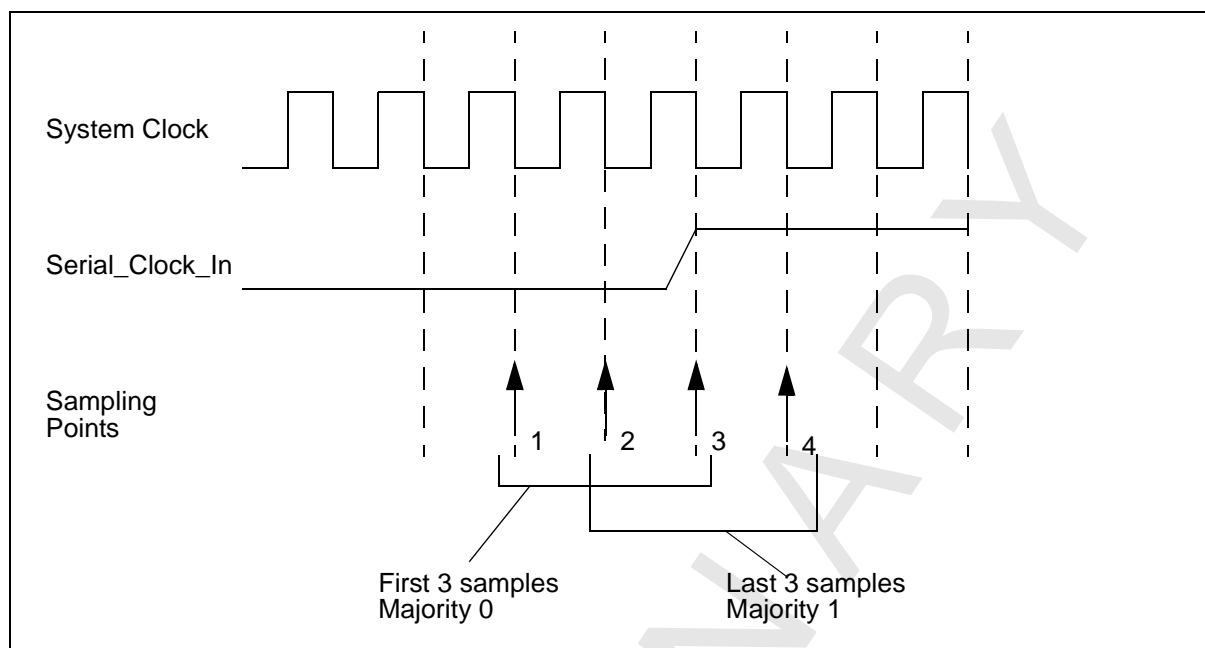 System Clock
Serial_Clock_In
Sampling
Points
1 2 3 4
First 3 samples
Majority 0
Last 3 samples
Majority 1
NARY